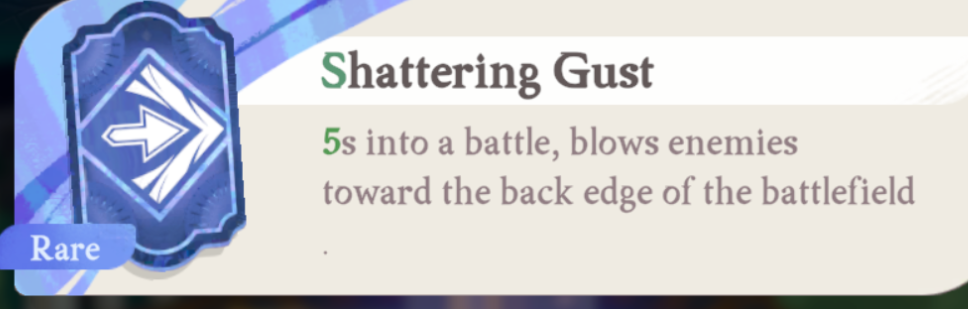 Shattering Gust
5s into a battle, blows enemies
toward the back edge of the battlefield
.
Rare